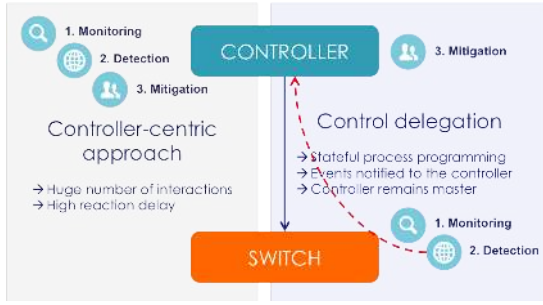 1. Monitoring
2. Detection
3. Mitigation
Controller-centric
approach
→ Huge number of interactions
→ High reaction delay
CONTROLLER
SWITCH
3. Mitigation
Control delegation
→ Stateful process programming
→ Events notified to the controller
→ Controller remains master
1. Monitoring
2. Detection